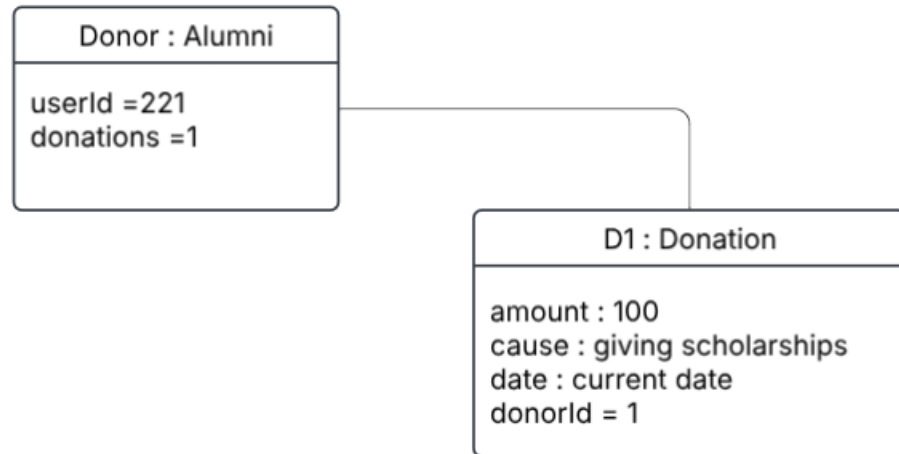 Donor : Alumni
userId =221
donations =1
D1 : Donation
amount : 100
cause : giving scholarships
date : current date
donorId = 1